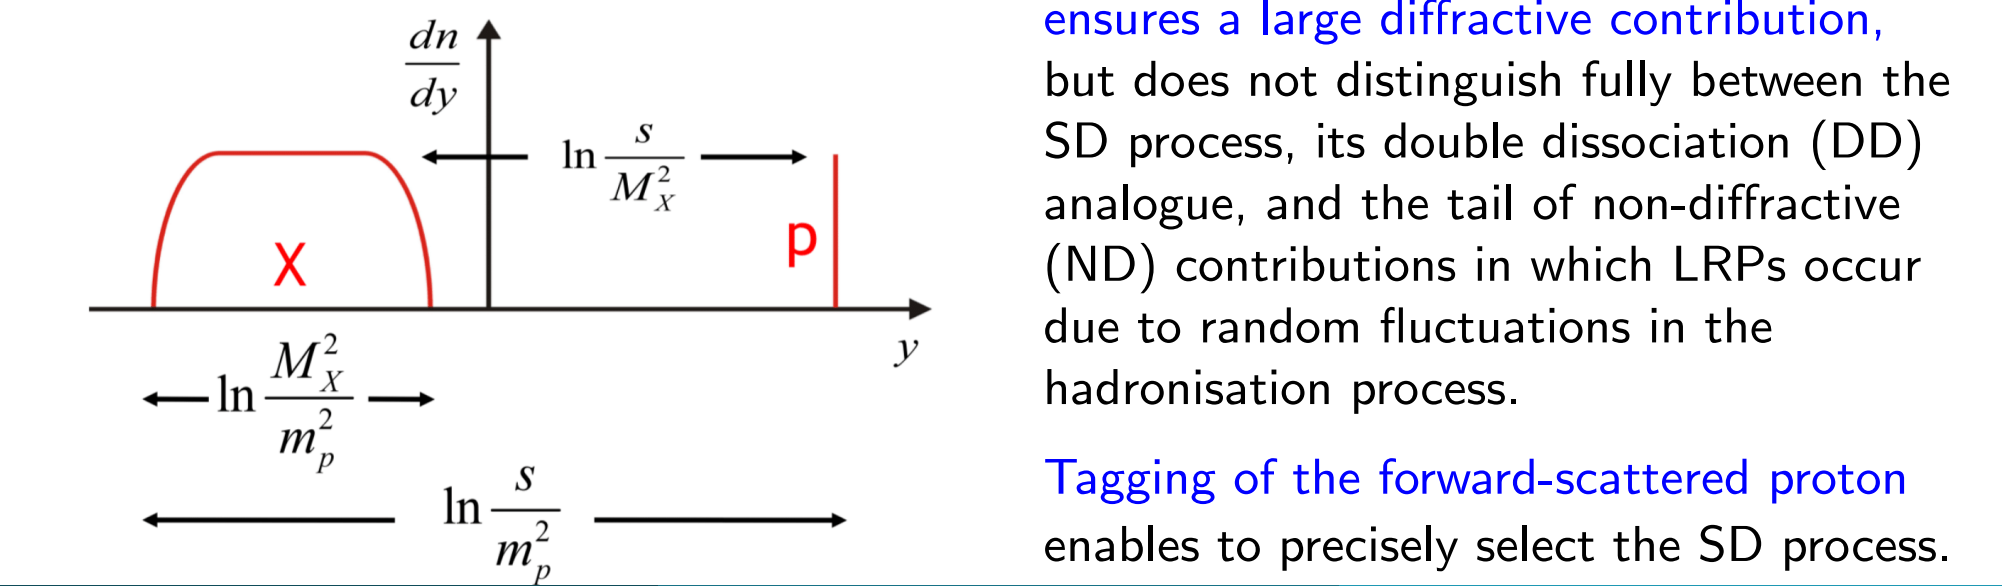 dn
dy
ln s
M_X^2
X
p
y
ln M_X^2
m_p^2
ln s
m_p^2
ensures a large diffractive contribution,
but does not distinguish fully between the
SD process, its double dissociation (DD)
analogue, and the tail of non-diffractive
(ND) contributions in which LRPs occur
due to random fluctuations in the
hadronisation process.
Tagging of the forward-scattered proton
enables to precisely select the SD process.